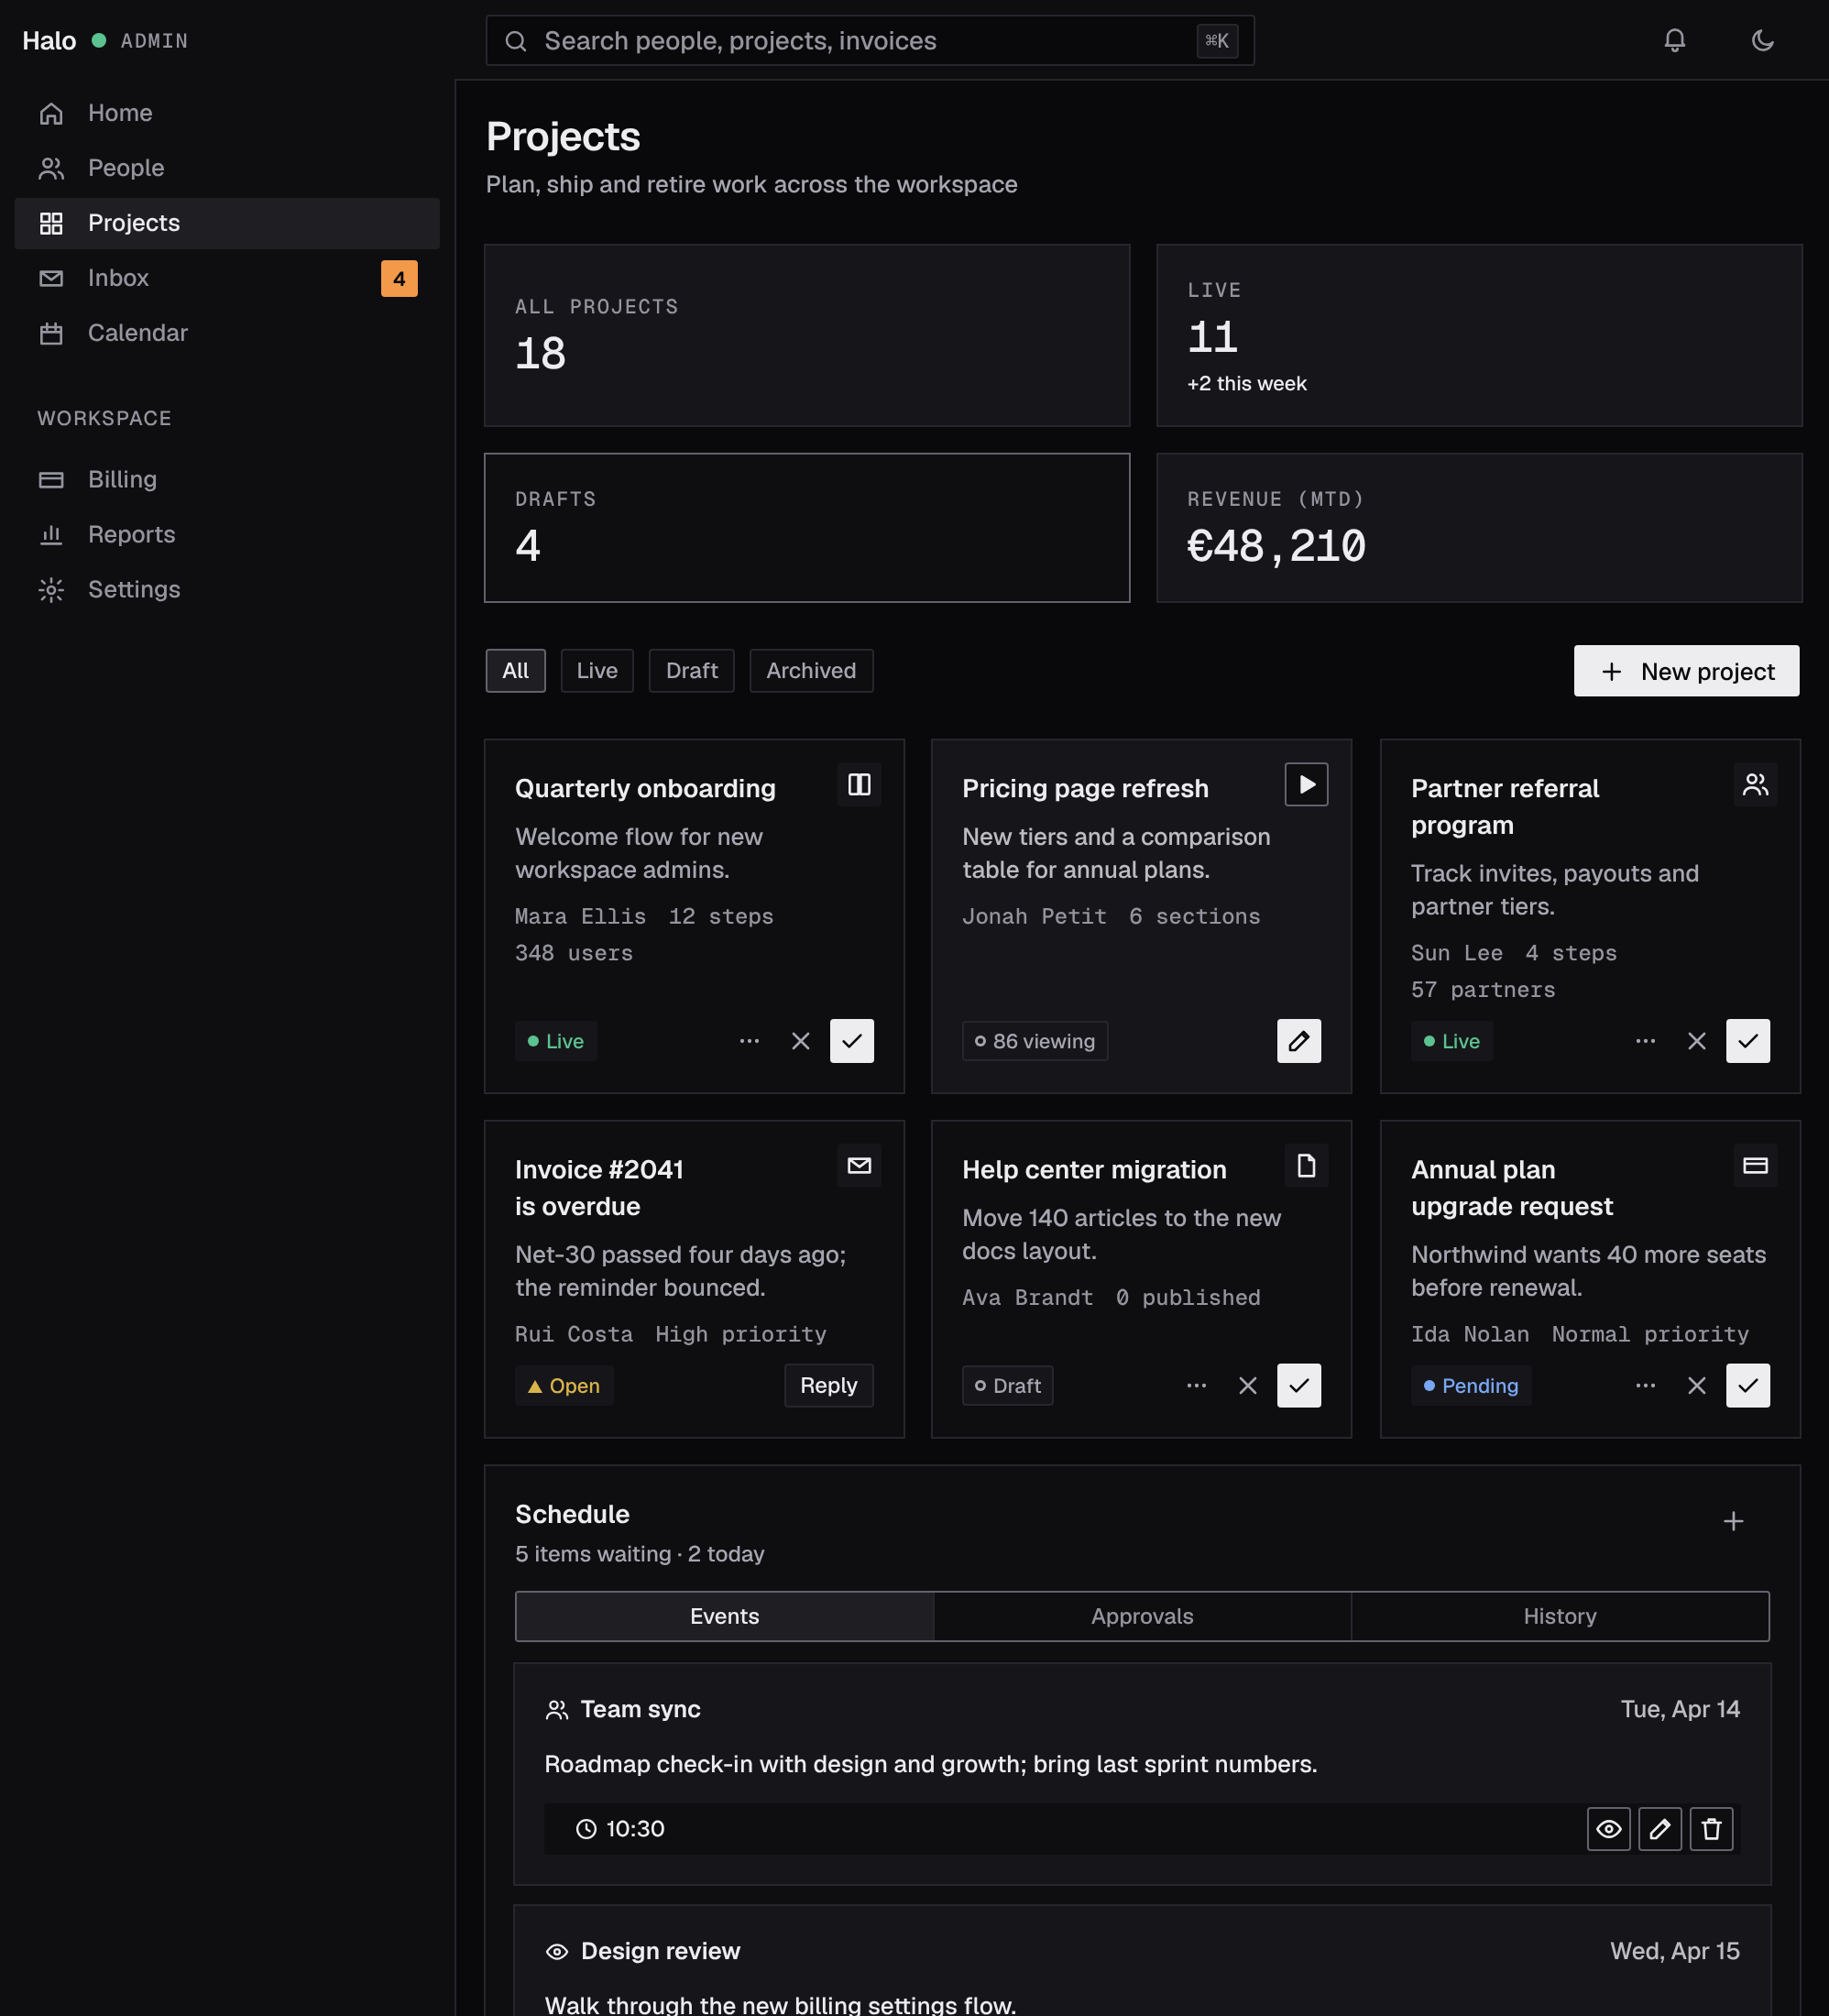 Halo ADMIN
Search people, projects, invoices ⌘K
Home
People
Projects
Inbox 4
Calendar
WORKSPACE
Billing
Reports
Settings
Projects
Plan, ship and retire work across the workspace
ALL PROJECTS
18
LIVE
11
+2 this week
DRAFTS
4
REVENUE (MTD)
€48,210
All Live Draft Archived
New project
Quarterly onboarding
Welcome flow for new
workspace admins.
Mara Ellis 12 steps
348 users
Live
Pricing page refresh
New tiers and a comparison
table for annual plans.
Jonah Petit 6 sections
86 viewing
Partner referral
program
Track invites, payouts and
partner tiers.
Sun Lee 4 steps
57 partners
Live
Invoice #2041
is overdue
Net-30 passed four days ago;
the reminder bounced.
Rui Costa High priority
Open Reply
Help center migration
Move 140 articles to the new
docs layout.
Ava Brandt 0 published
Draft
Annual plan
upgrade request
Northwind wants 40 more seats
before renewal.
Ida Nolan Normal priority
Pending
Schedule
5 items waiting · 2 today
Events Approvals History
Team sync Tue, Apr 14
Roadmap check-in with design and growth; bring last sprint numbers.
10:30
Design review Wed, Apr 15
Walk through the new billing settings flow.